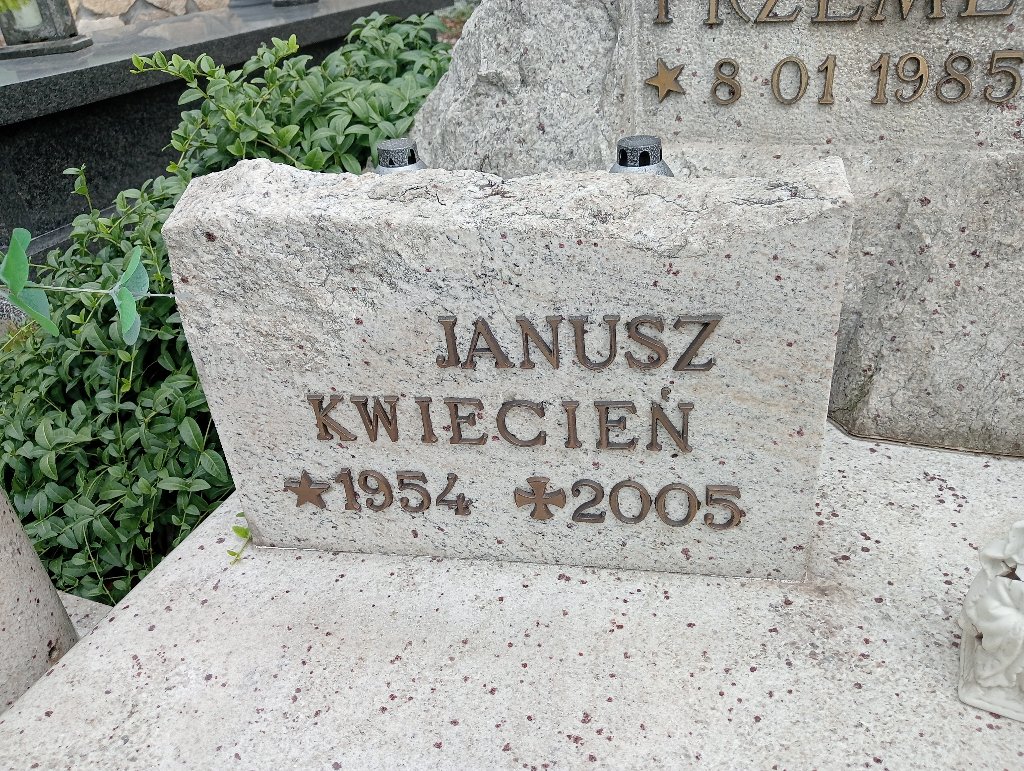 ★ 8 01 1985
JANUSZ
KWIECIEŃ
★ 1954 ✠ 2005